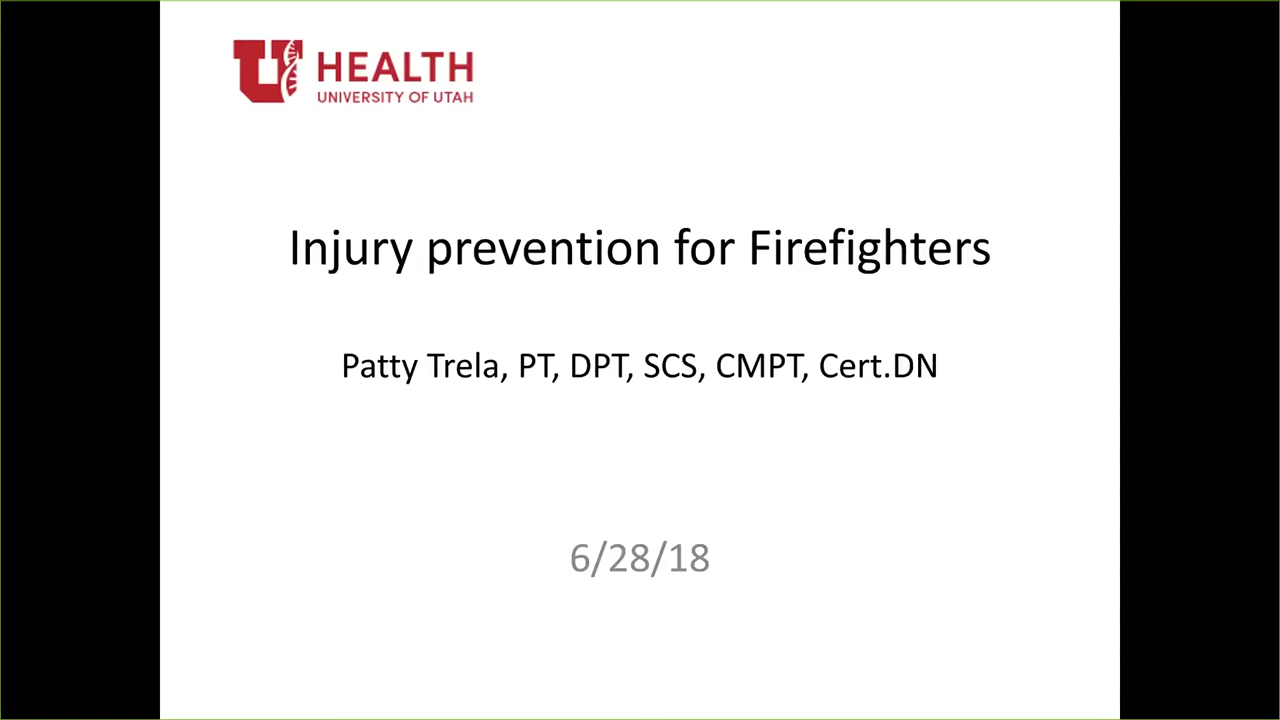 HEALTH
UNIVERSITY OF UTAH
Injury prevention for Firefighters
Patty Trela, PT, DPT, SCS, CMPT, Cert.DN
6/28/18